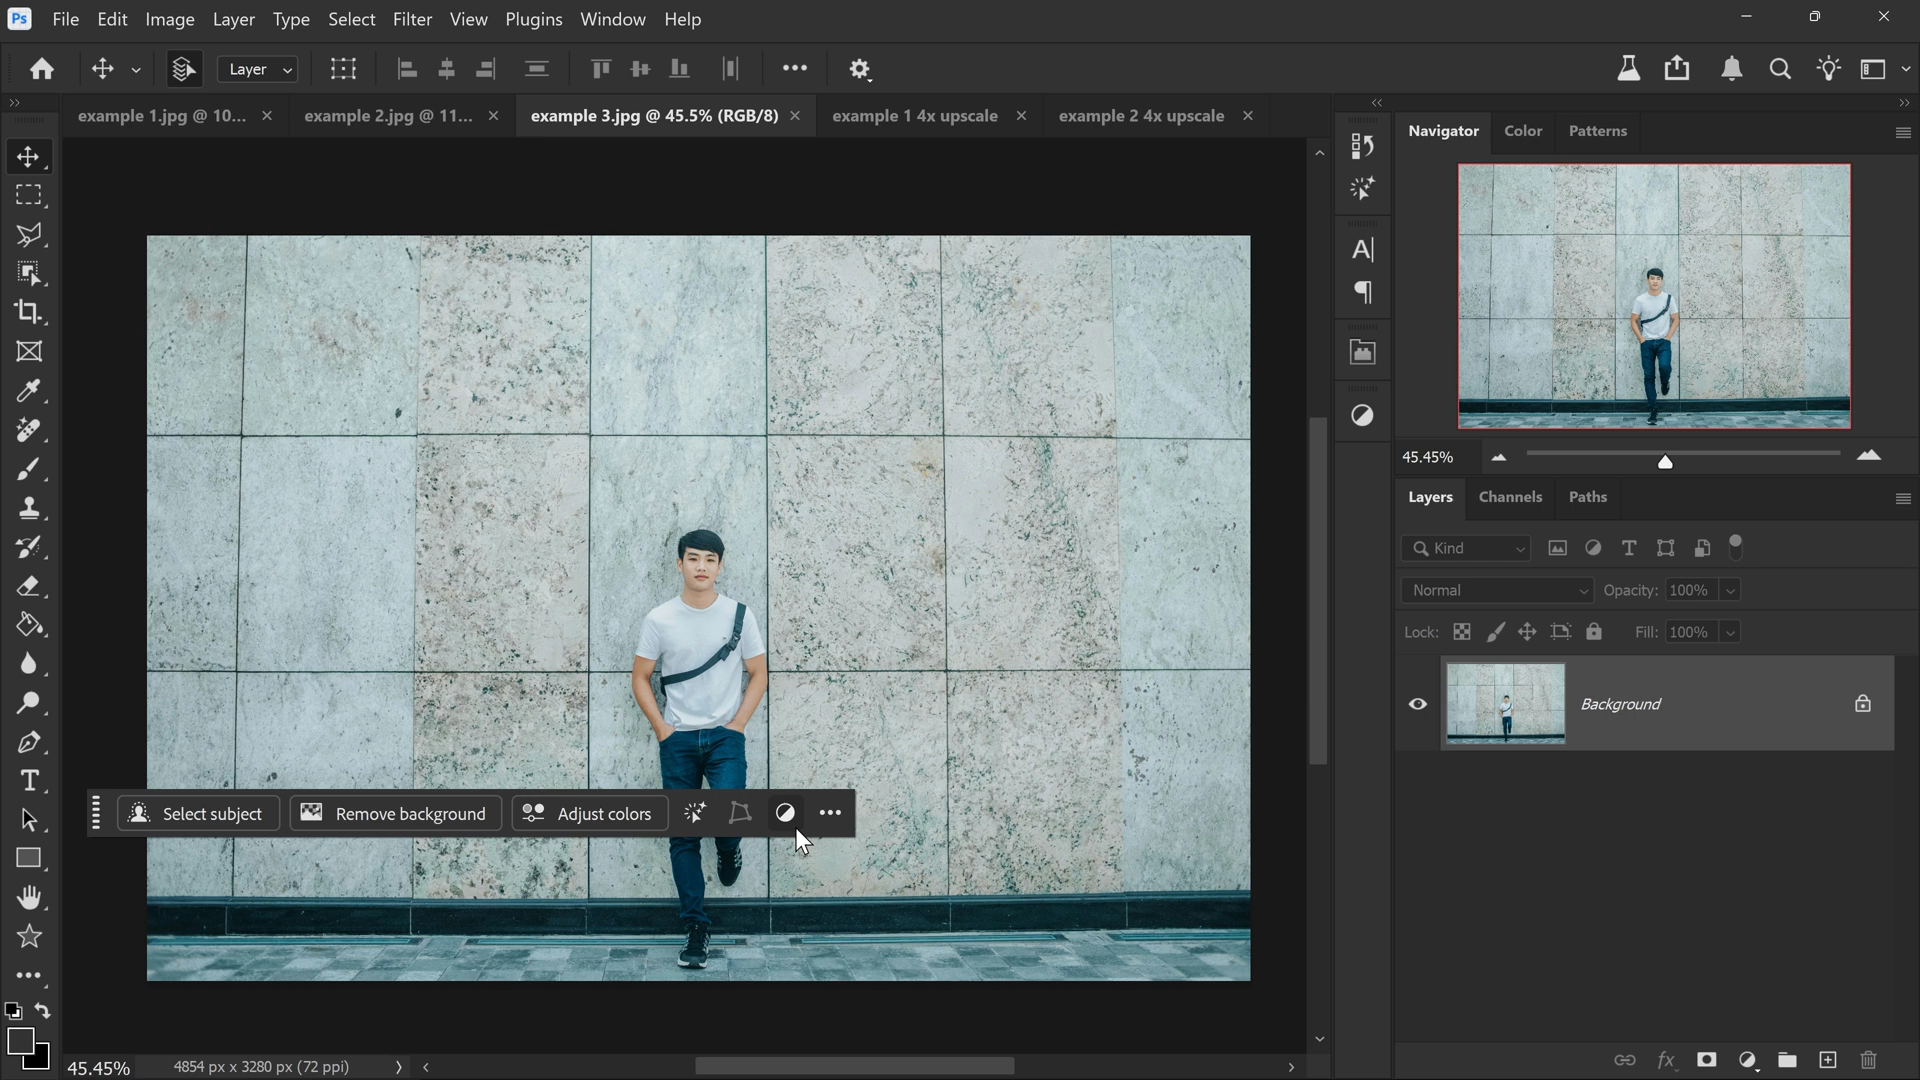 Ps File Edit Image Layer Type Select Filter View Plugins Window Help
Layer
example 1.jpg @ 10... example 2.jpg @ 11... example 3.jpg @ 45.5% (RGB/8) example 1 4x upscale example 2 4x upscale
Navigator Color Patterns
45.45%
Layers Channels Paths
Kind
Normal Opacity: 100%
Lock: Fill: 100%
Background
Select subject Remove background Adjust colors
45.45% 4854 px x 3280 px (72 ppi)